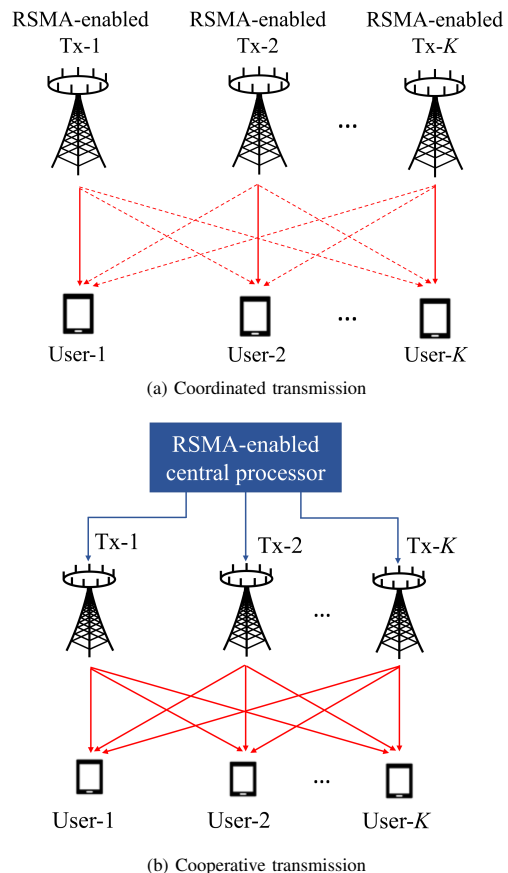 RSMA-enabled RSMA-enabled RSMA-enabled
Tx-1 Tx-2 Tx-K
...
User-1 User-2 ... User-K
(a) Coordinated transmission
RSMA-enabled
central processor
Tx-1 Tx-2 Tx-K
...
...
User-1 User-2 User-K
(b) Cooperative transmission